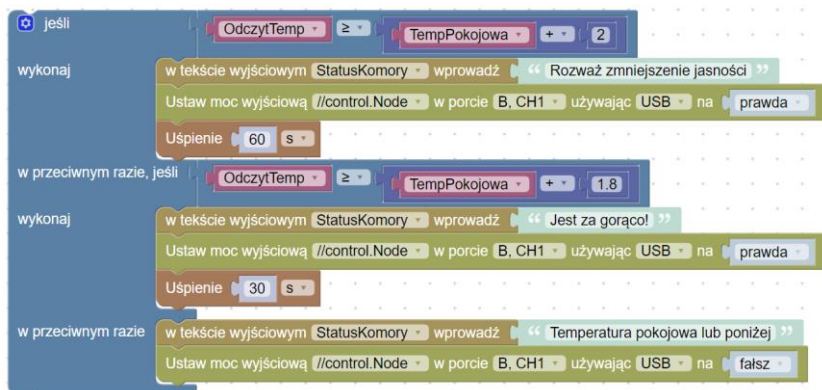 jeśli OdczytTemp ≥ TempPokojowa + 2
wykonaj w tekście wyjściowym StatusKomory wprowadź “ Rozważ zmniejszenie jasności ”
Ustaw moc wyjściową //control.Node w porcie B, CH1 używając USB na prawda
Uśpienie 60 s
w przeciwnym razie, jeśli OdczytTemp ≥ TempPokojowa + 1.8
wykonaj w tekście wyjściowym StatusKomory wprowadź “ Jest za gorąco! ”
Ustaw moc wyjściową //control.Node w porcie B, CH1 używając USB na prawda
Uśpienie 30 s
w przeciwnym razie w tekście wyjściowym StatusKomory wprowadź “ Temperatura pokojowa lub poniżej ”
Ustaw moc wyjściową //control.Node w porcie B, CH1 używając USB na fałsz